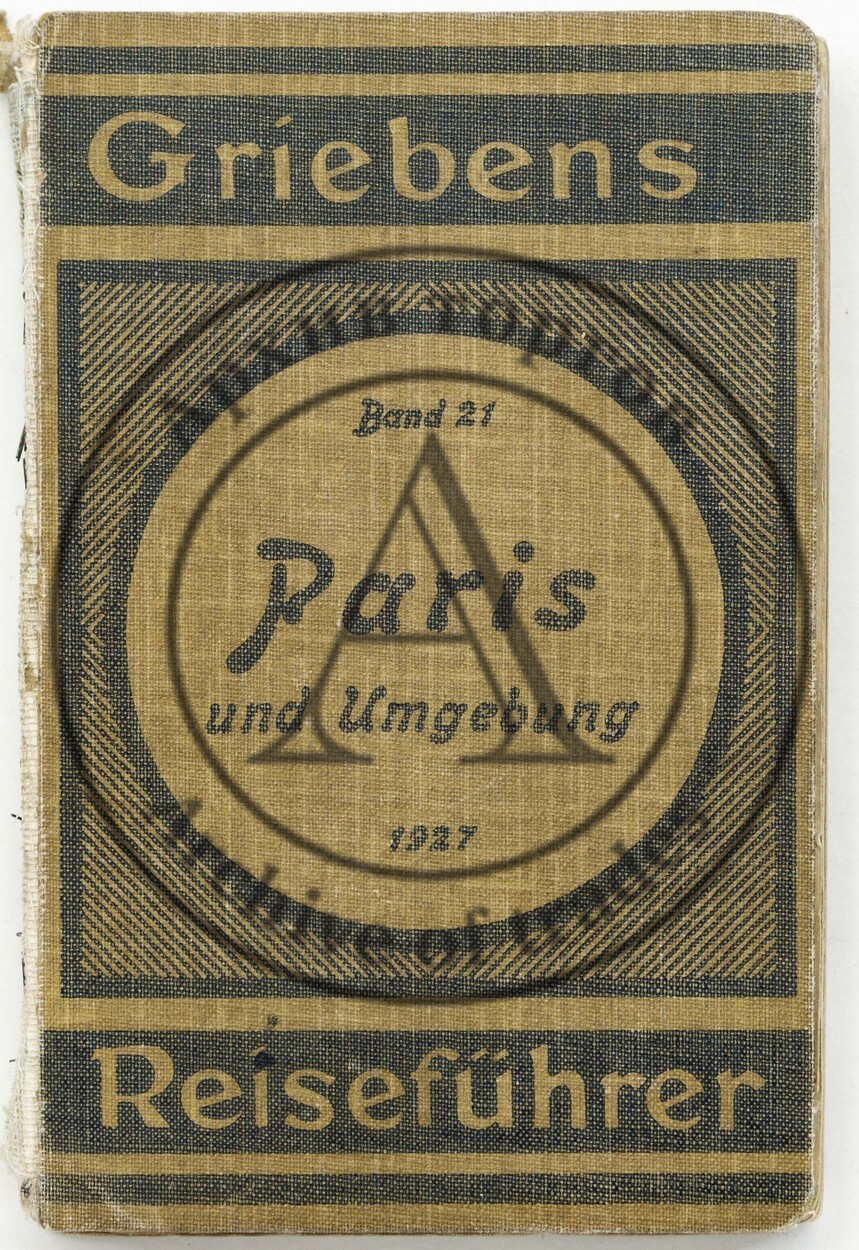 Griebens
Band 21
Paris
und Umgebung
1927
A
Reiseführer